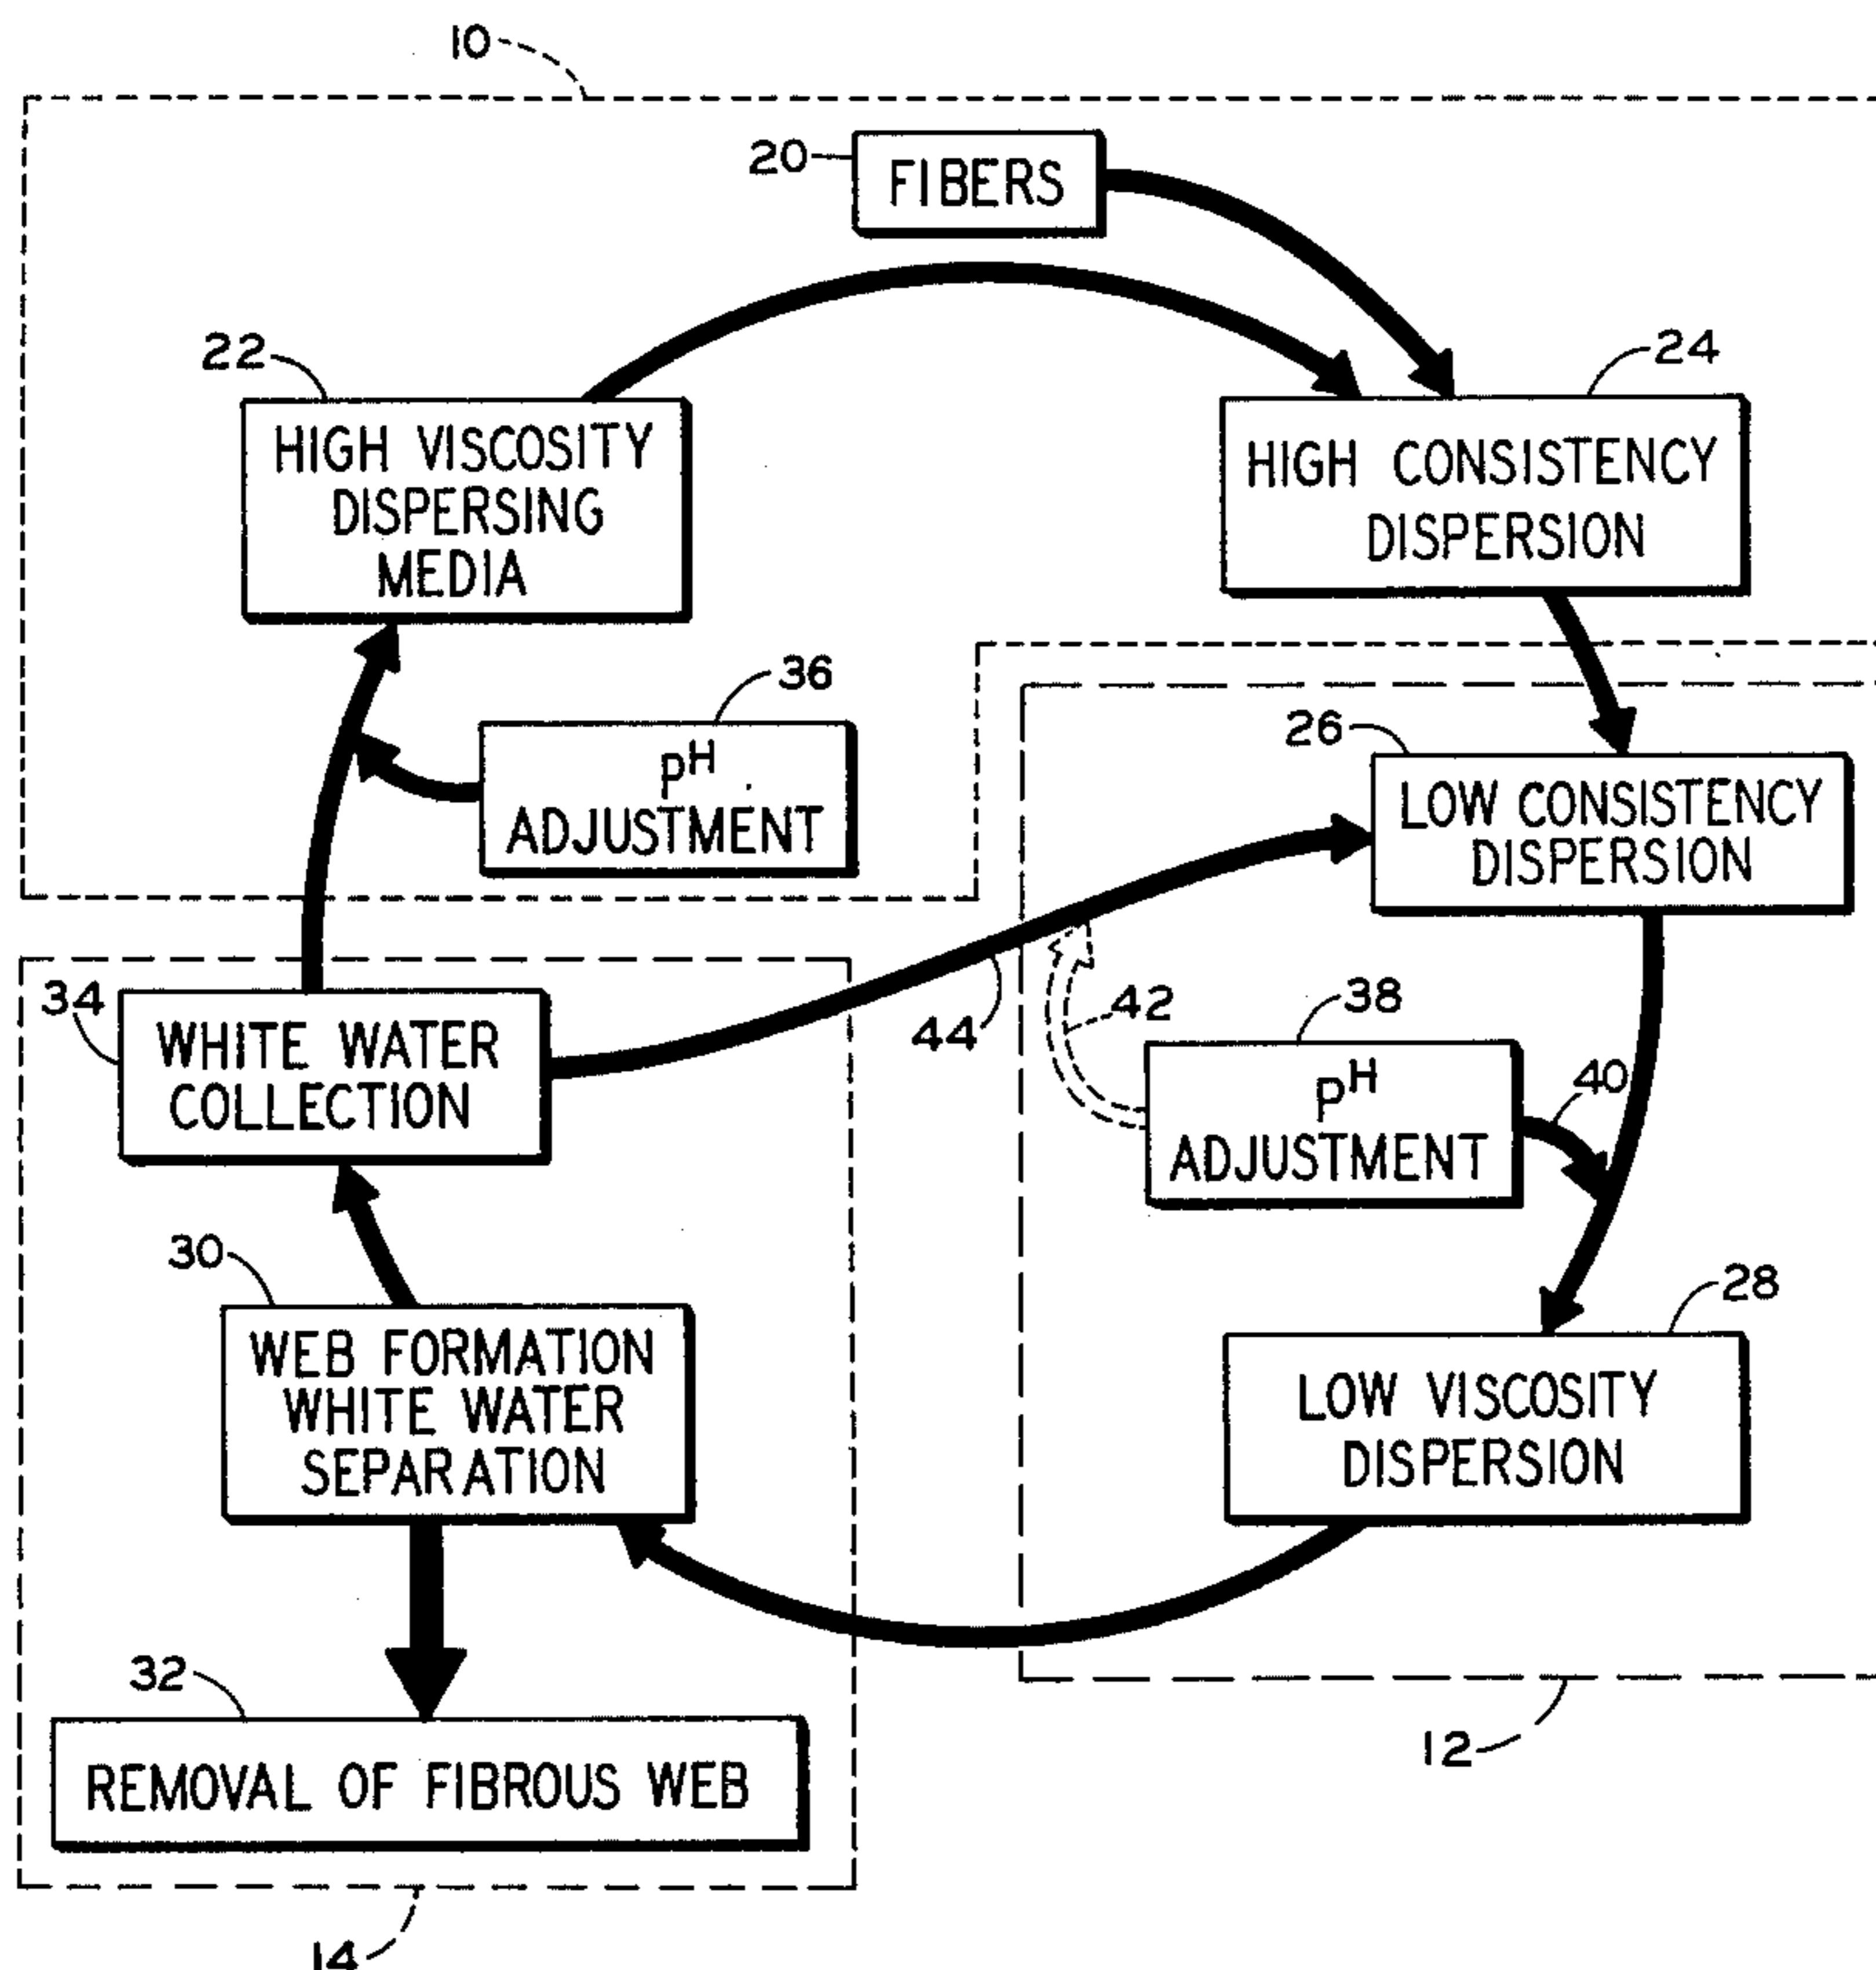 10
20
FIBERS
22
24
HIGH VISCOSITY
DISPERSING
MEDIA
HIGH CONSISTENCY
DISPERSION
36
pH
ADJUSTMENT
26
LOW CONSISTENCY
DISPERSION
34
WHITE WATER
COLLECTION
44
42
38
pH
ADJUSTMENT
40
30
WEB FORMATION
WHITE WATER
SEPARATION
28
LOW VISCOSITY
DISPERSION
32
REMOVAL OF FIBROUS WEB
12
14